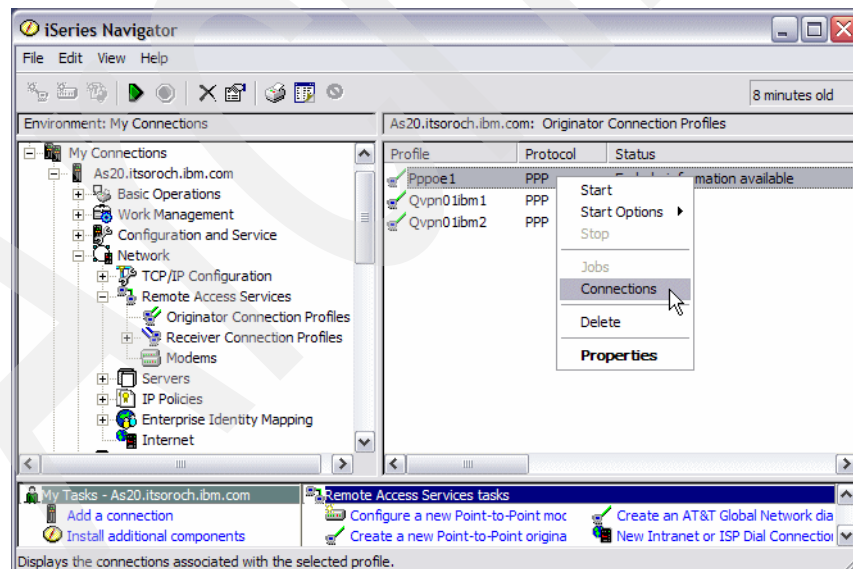 iSeries Navigator
File Edit View Help
8 minutes old
Environment: My Connections
As20.itsoroch.ibm.com: Originator Connection Profiles
My Connections
As20.itsoroch.ibm.com
Basic Operations
Work Management
Configuration and Service
Network
TCP/IP Configuration
Remote Access Services
Originator Connection Profiles
Receiver Connection Profiles
Modems
Servers
IP Policies
Enterprise Identity Mapping
Internet
Profile Protocol Status
Pppoe1 PPP information available
Qvpn01ibm1 PPP
Qvpn01ibm2 PPP
Start
Start Options
Stop
Jobs
Connections
Delete
Properties
My Tasks - As20.itsoroch.ibm.com
Add a connection
Install additional components
Remote Access Services tasks
Configure a new Point-to-Point moc
Create an AT&T Global Network dia
Create a new Point-to-Point origina
New Intranet or ISP Dial Connection
Displays the connections associated with the selected profile.